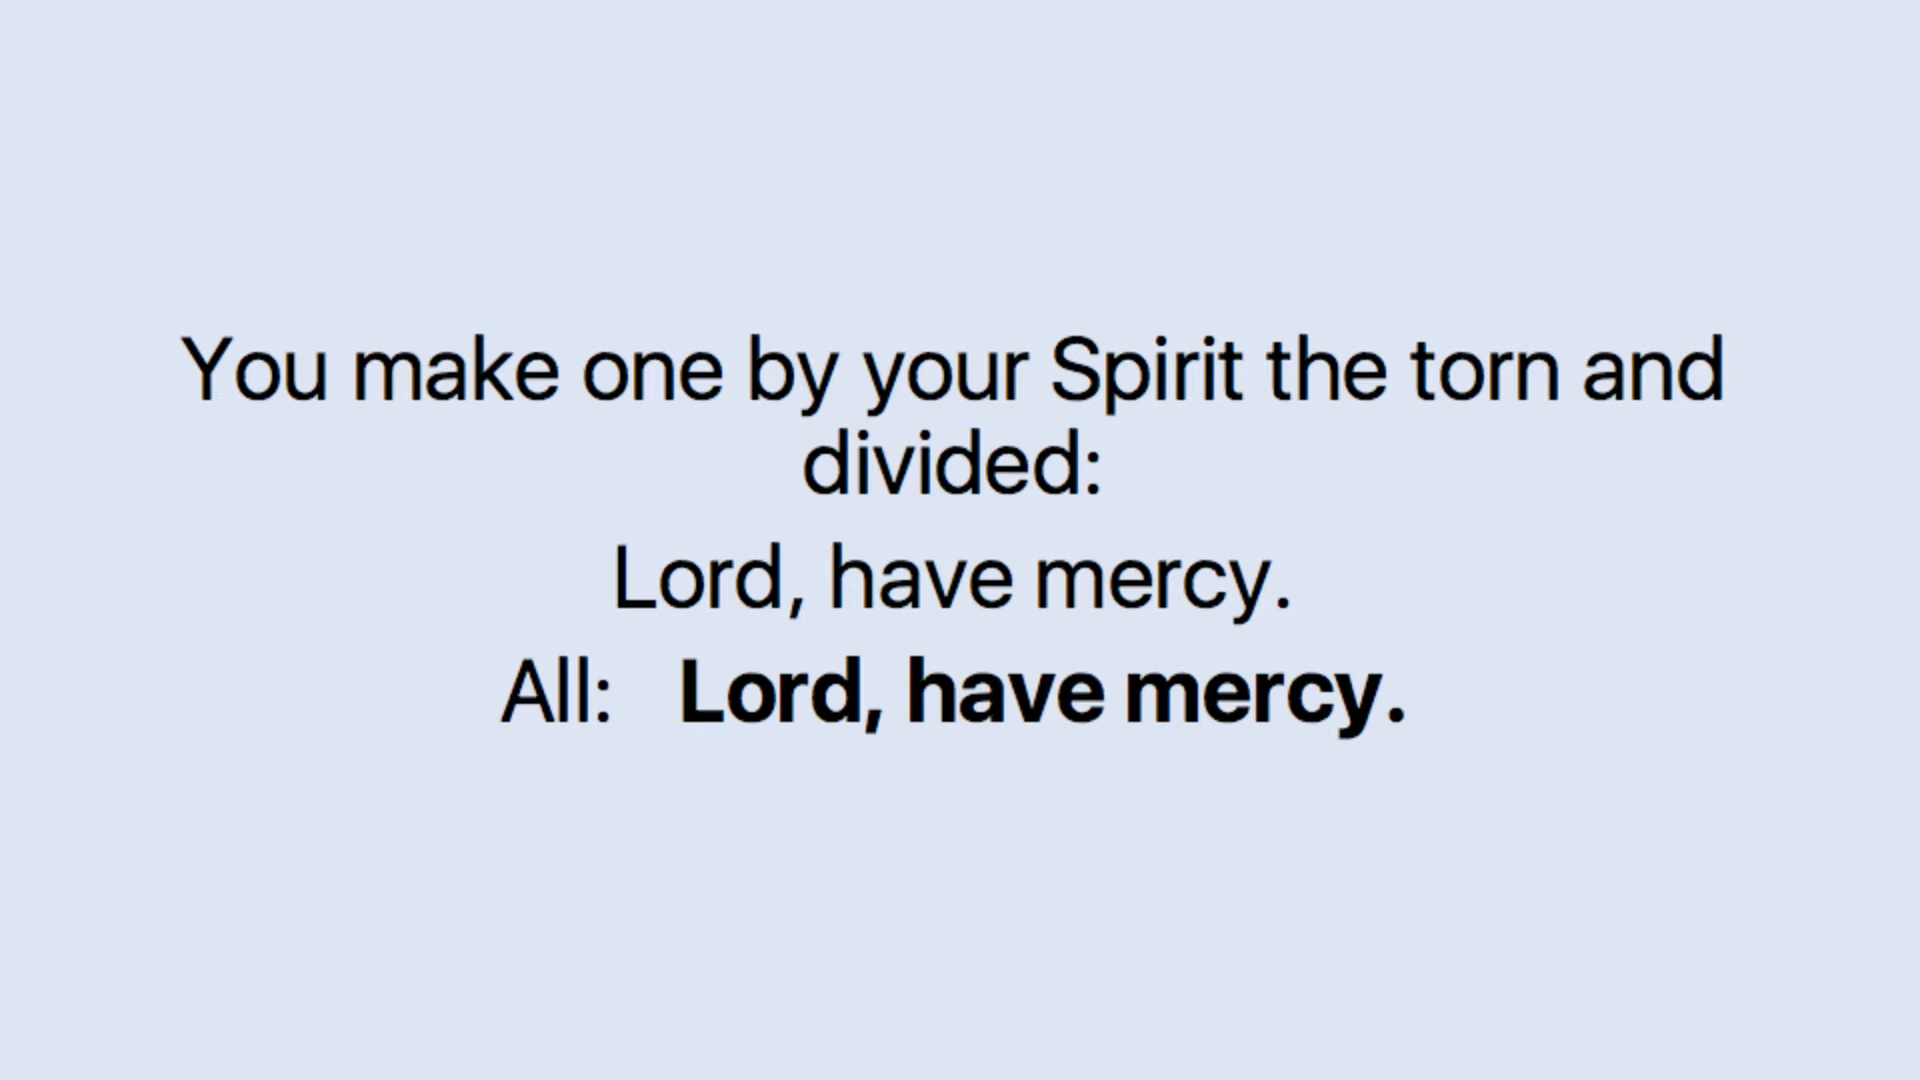 You make one by your Spirit the torn and
divided:
Lord, have mercy.
All: Lord, have mercy.